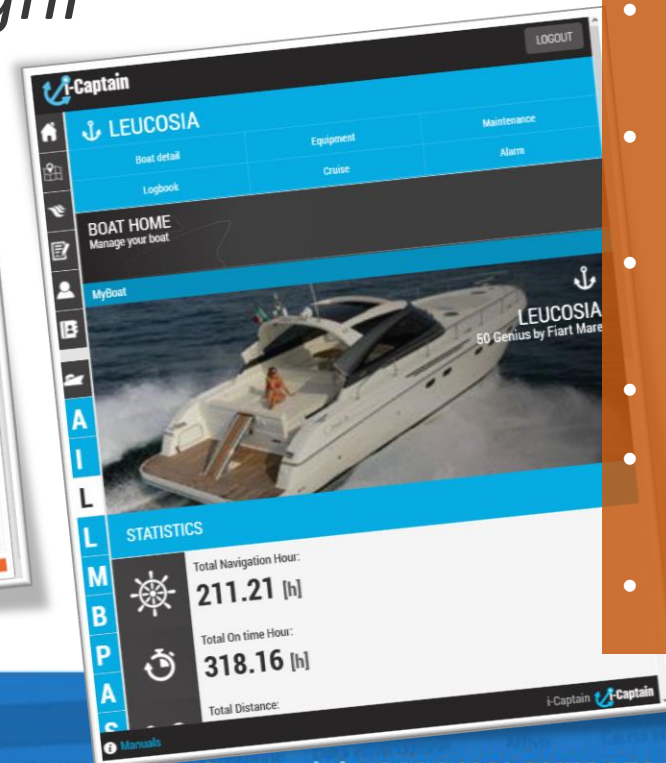 i-Captain
LOGOUT
LEUCOSIA
Boat detail
Equipment
Maintenance
Logbook
Cruise
Alarm
BOAT HOME
Manage your boat
MyBoat
LEUCOSIA
50 Genius by Fiart Mare
A
I
L
L
M
B
P
A
S
STATISTICS
Total Navigation Hour:
211.21 [h]
Total On time Hour:
318.16 [h]
Total Distance:
Manuals
i-Captain
i-Captain